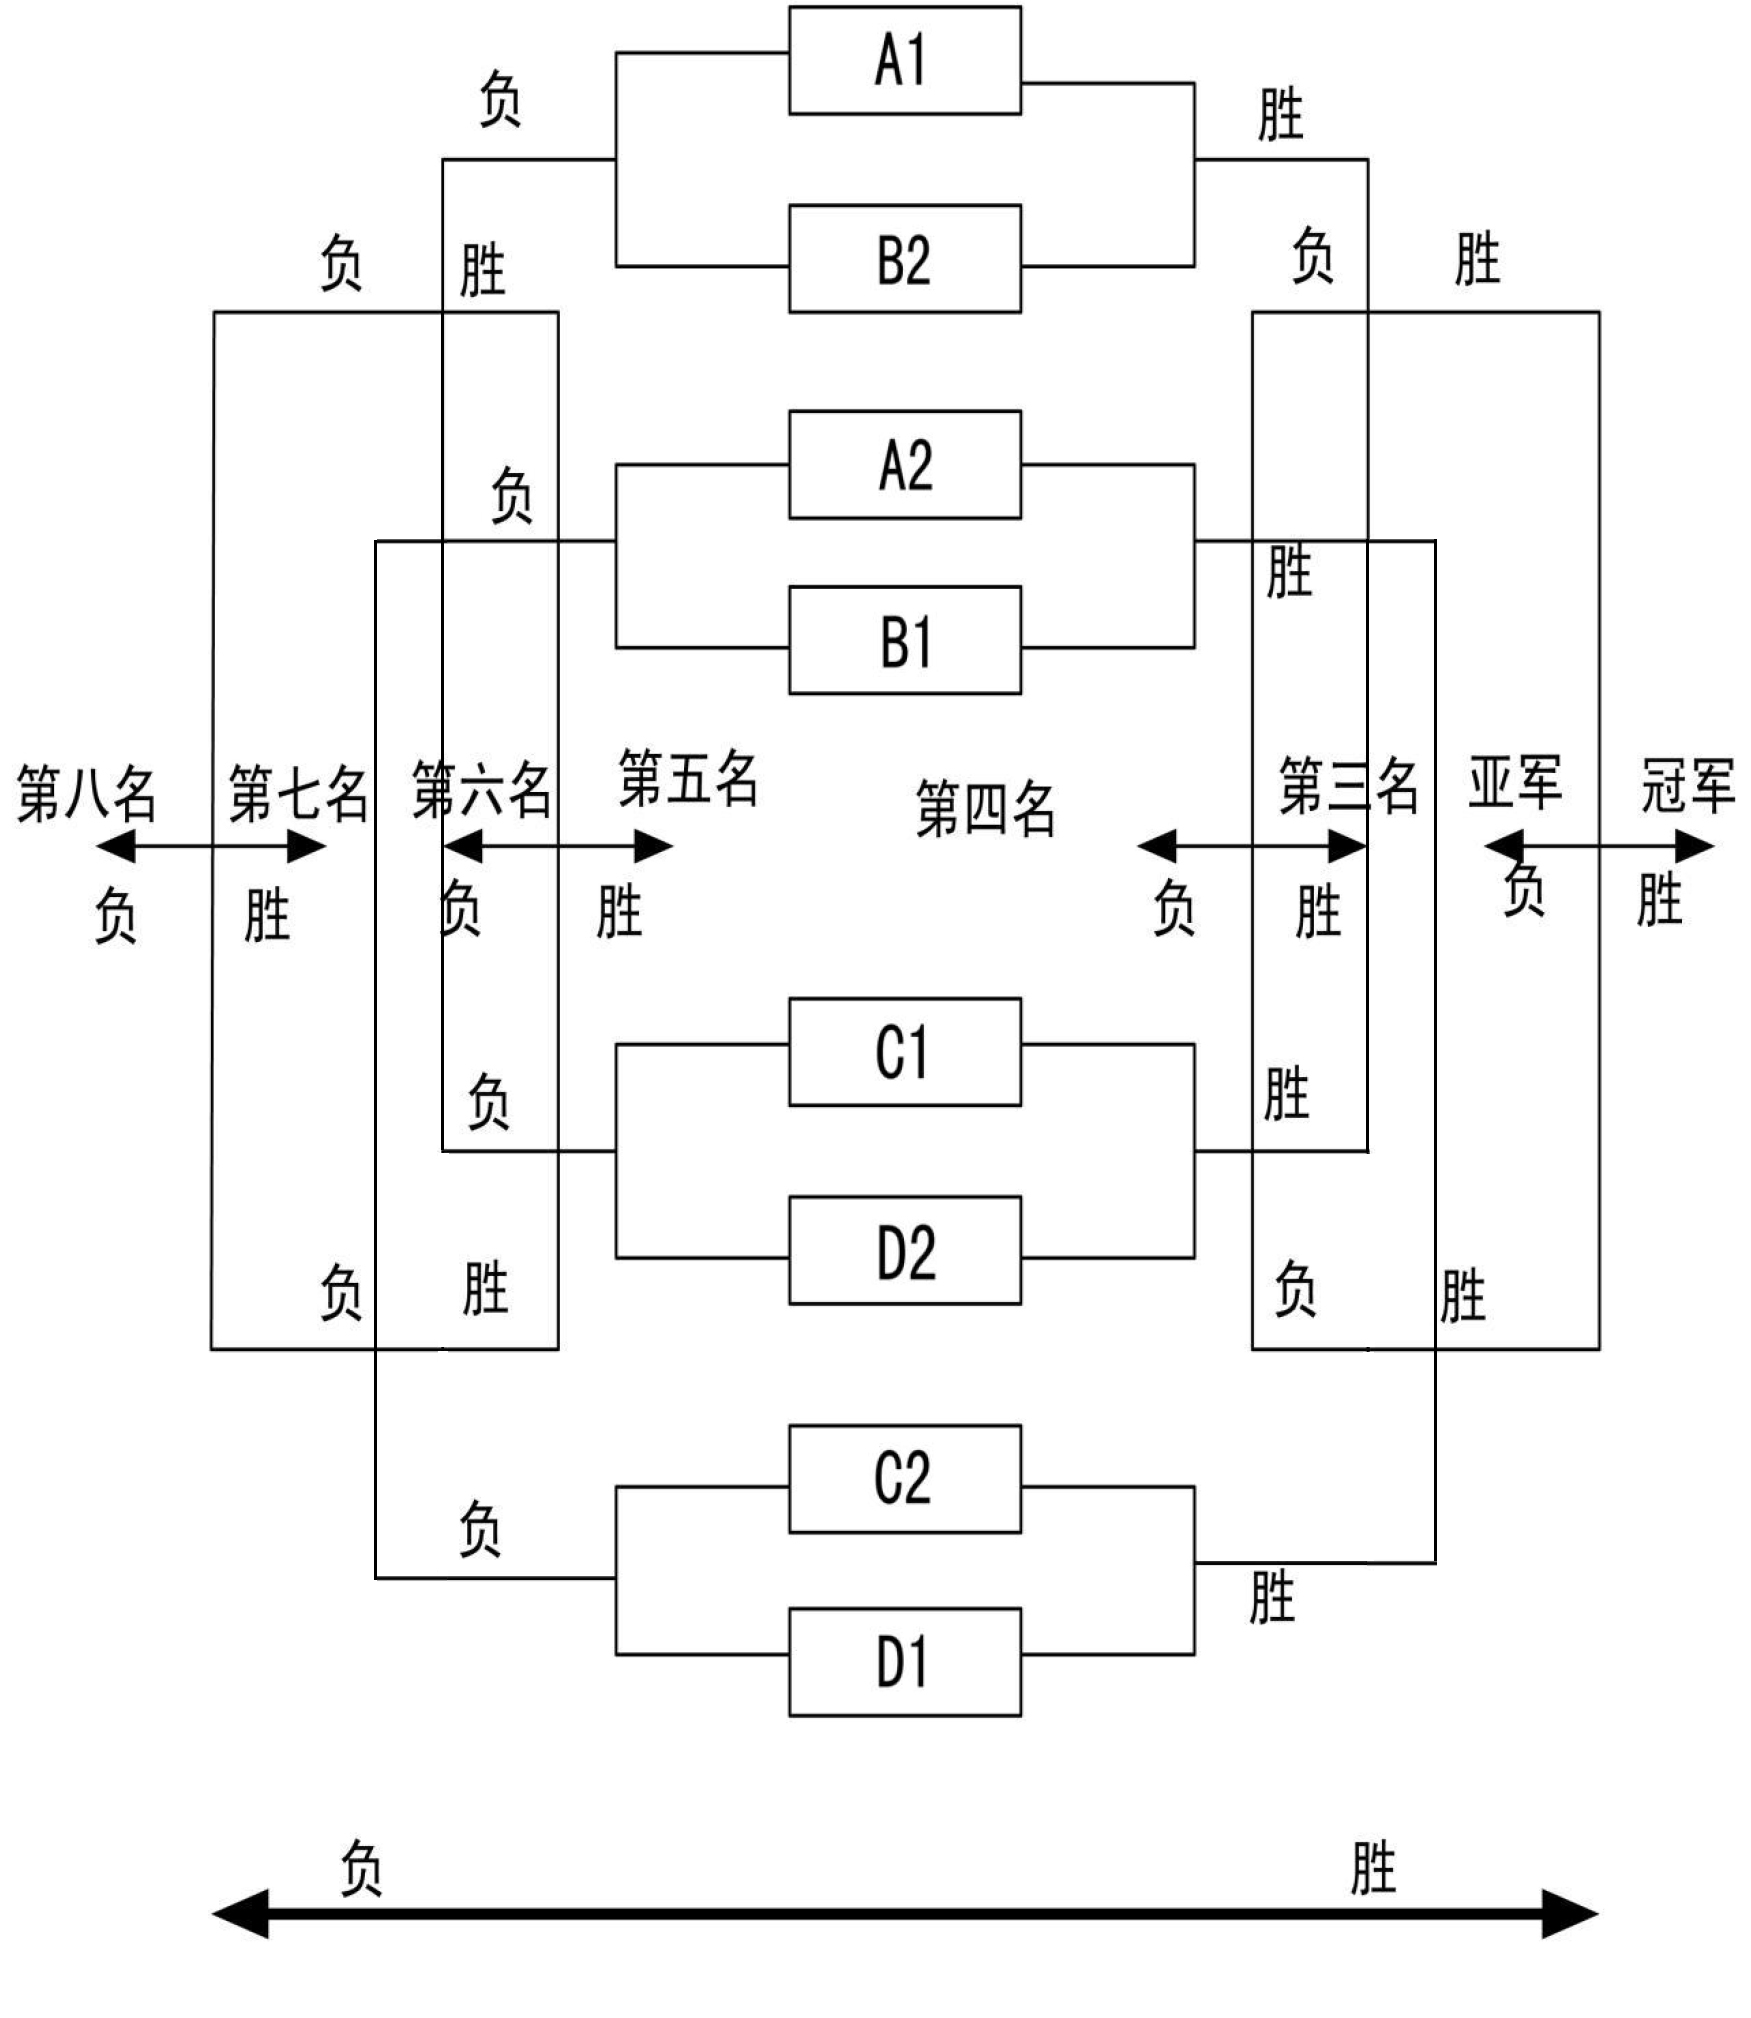 A1
负
胜
B2
负
胜
负
胜
A2
负
胜
B1
第八名
第七名
第六名
第五名
第四名
第三名
亚军
冠军
负
胜
负
胜
负
胜
负
胜
C1
负
胜
D2
负
胜
负
胜
C2
负
胜
D1
负
胜